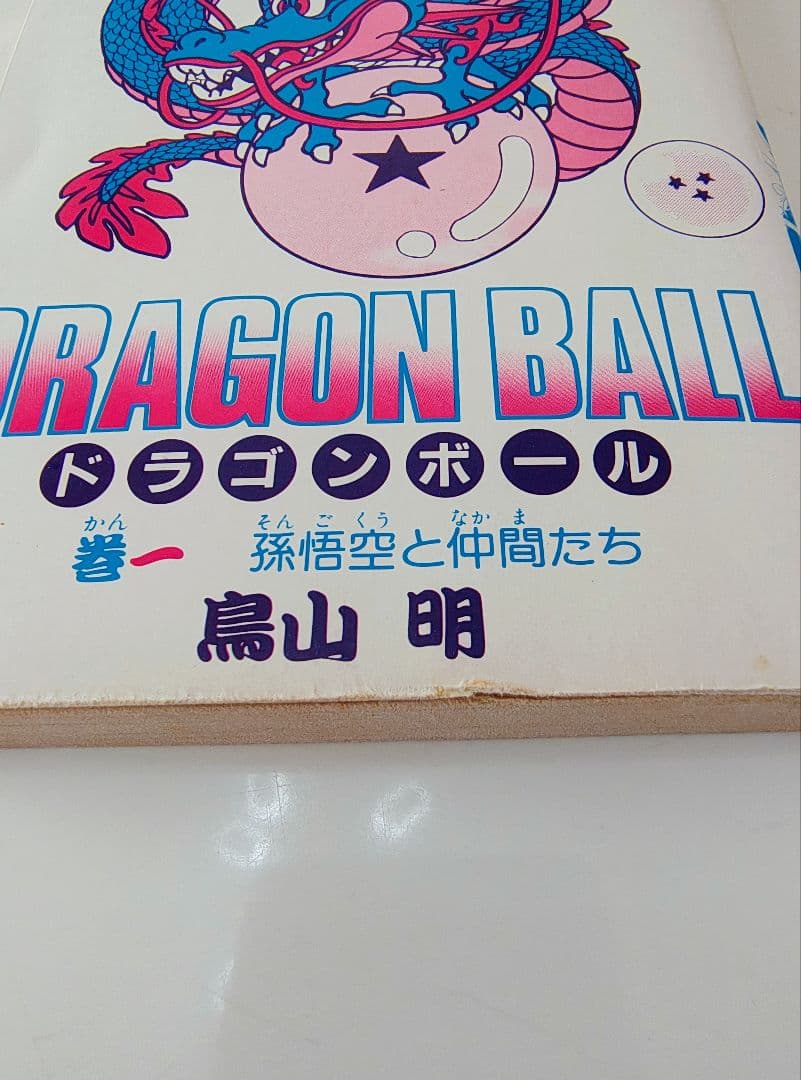 DRAGON BALL
ドラゴンボール
かん そん ご くう なか ま
巻一 孫悟空と仲間たち
鳥山 明